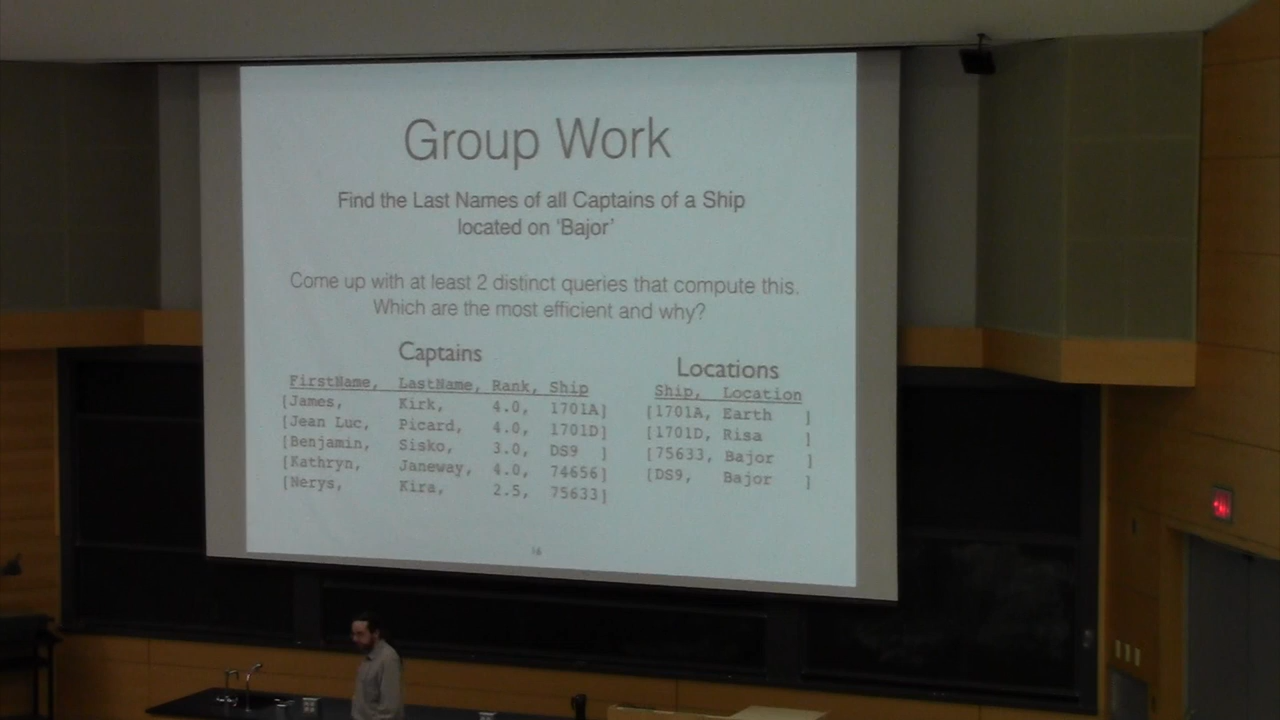 Group Work
Find the Last Names of all Captains of a Ship
located on 'Bajor'
Come up with at least 2 distinct queries that compute this.
Which are the most efficient and why?
Captains
FirstName, LastName, Rank, Ship
[James, Kirk, 4.0, 1701A]
[Jean Luc, Picard, 4.0, 1701D]
[Benjamin, Sisko, 3.0, DS9 ]
[Kathryn, Janeway, 4.0, 74656]
[Nerys, Kira, 2.5, 75633]
Locations
Ship, Location
[1701A, Earth ]
[1701D, Risa ]
[75633, Bajor ]
[DS9, Bajor ]